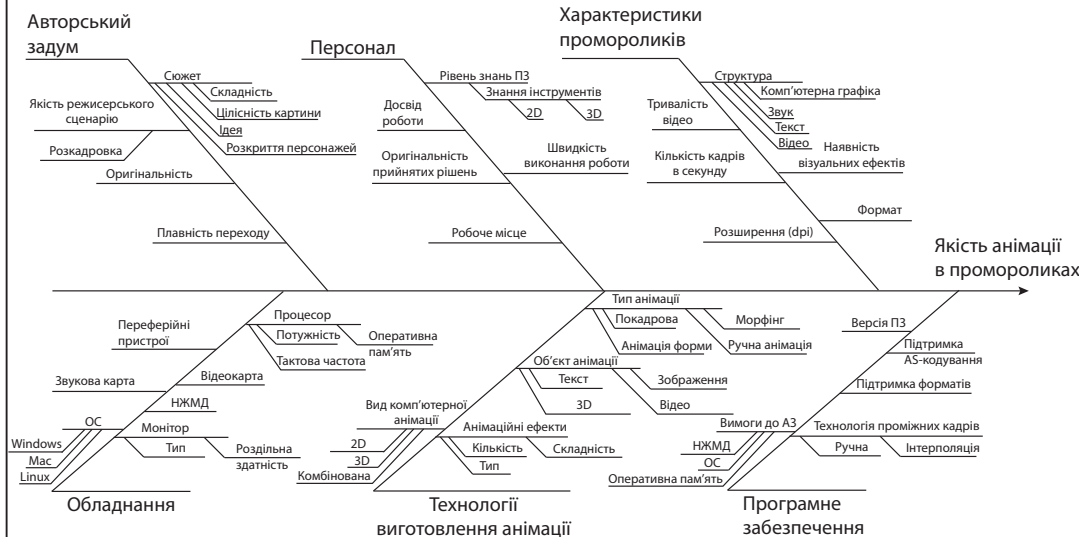 Авторський
задум
Сюжет
Складність
Цілісність картини
Ідея
Розкриття персонажей
Якість режисерського
сценарію
Розкадровка
Оригінальність
Плавність переходу
Персонал
Рівень знань ПЗ
Знання інструментів
2D
3D
Досвід
роботи
Оригінальність
прийнятих рішень
Швидкість
виконання роботи
Робоче місце
Характеристики
промороликів
Структура
Комп’ютерна графіка
Звук
Текст
Відео
Тривалість
відео
Кількість кадрів
в секунду
Наявність
візуальних ефектів
Формат
Розширення (dpi)
Якість анімації
в промороликах
Процесор
Потужність
Оперативна
пам’ять
Тактова частота
Переферійні
пристрої
Звукова карта
Відеокарта
НЖМД
ОС
Windows
Mac
Linux
Монітор
Тип
Роздільна
здатність
Обладнання
Тип анімації
Покадрова
Морфінг
Анімація форми
Ручна анімація
Об’єкт анімації
Текст
Зображення
3D
Відео
Вид комп’ютерної
анімації
2D
3D
Комбінована
Анімаційні ефекти
Кількість
Складність
Тип
Технології
виготовлення анімації
Версія ПЗ
Підтримка
AS-кодування
Підтримка форматів
Вимоги до АЗ
НЖМД
ОС
Оперативна пам’ять
Технологія проміжних кадрів
Ручна
Інтерполяція
Програмне
забезпечення